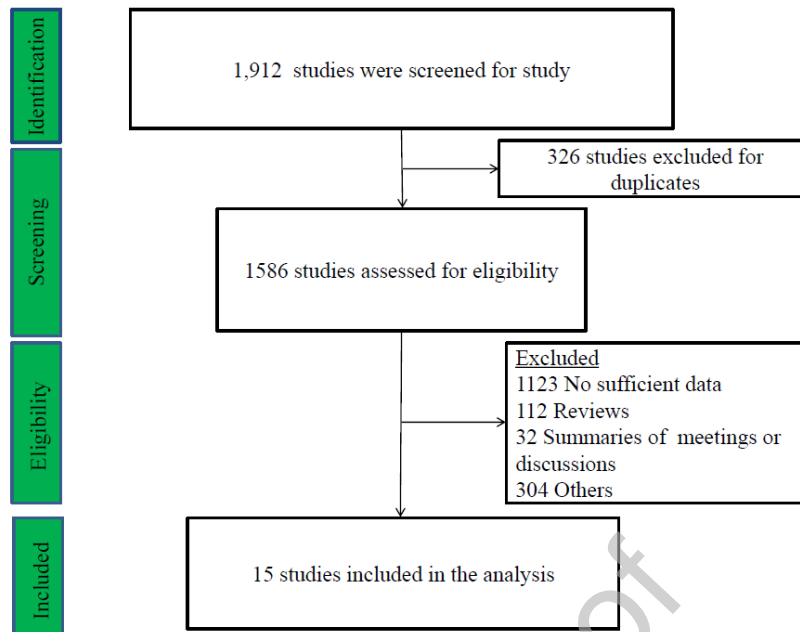 Identification
1,912 studies were screened for study
326 studies excluded for
duplicates
Screening
1586 studies assessed for eligibility
Eligibility
Excluded
1123 No sufficient data
112 Reviews
32 Summaries of meetings or
discussions
304 Others
Included
15 studies included in the analysis
of